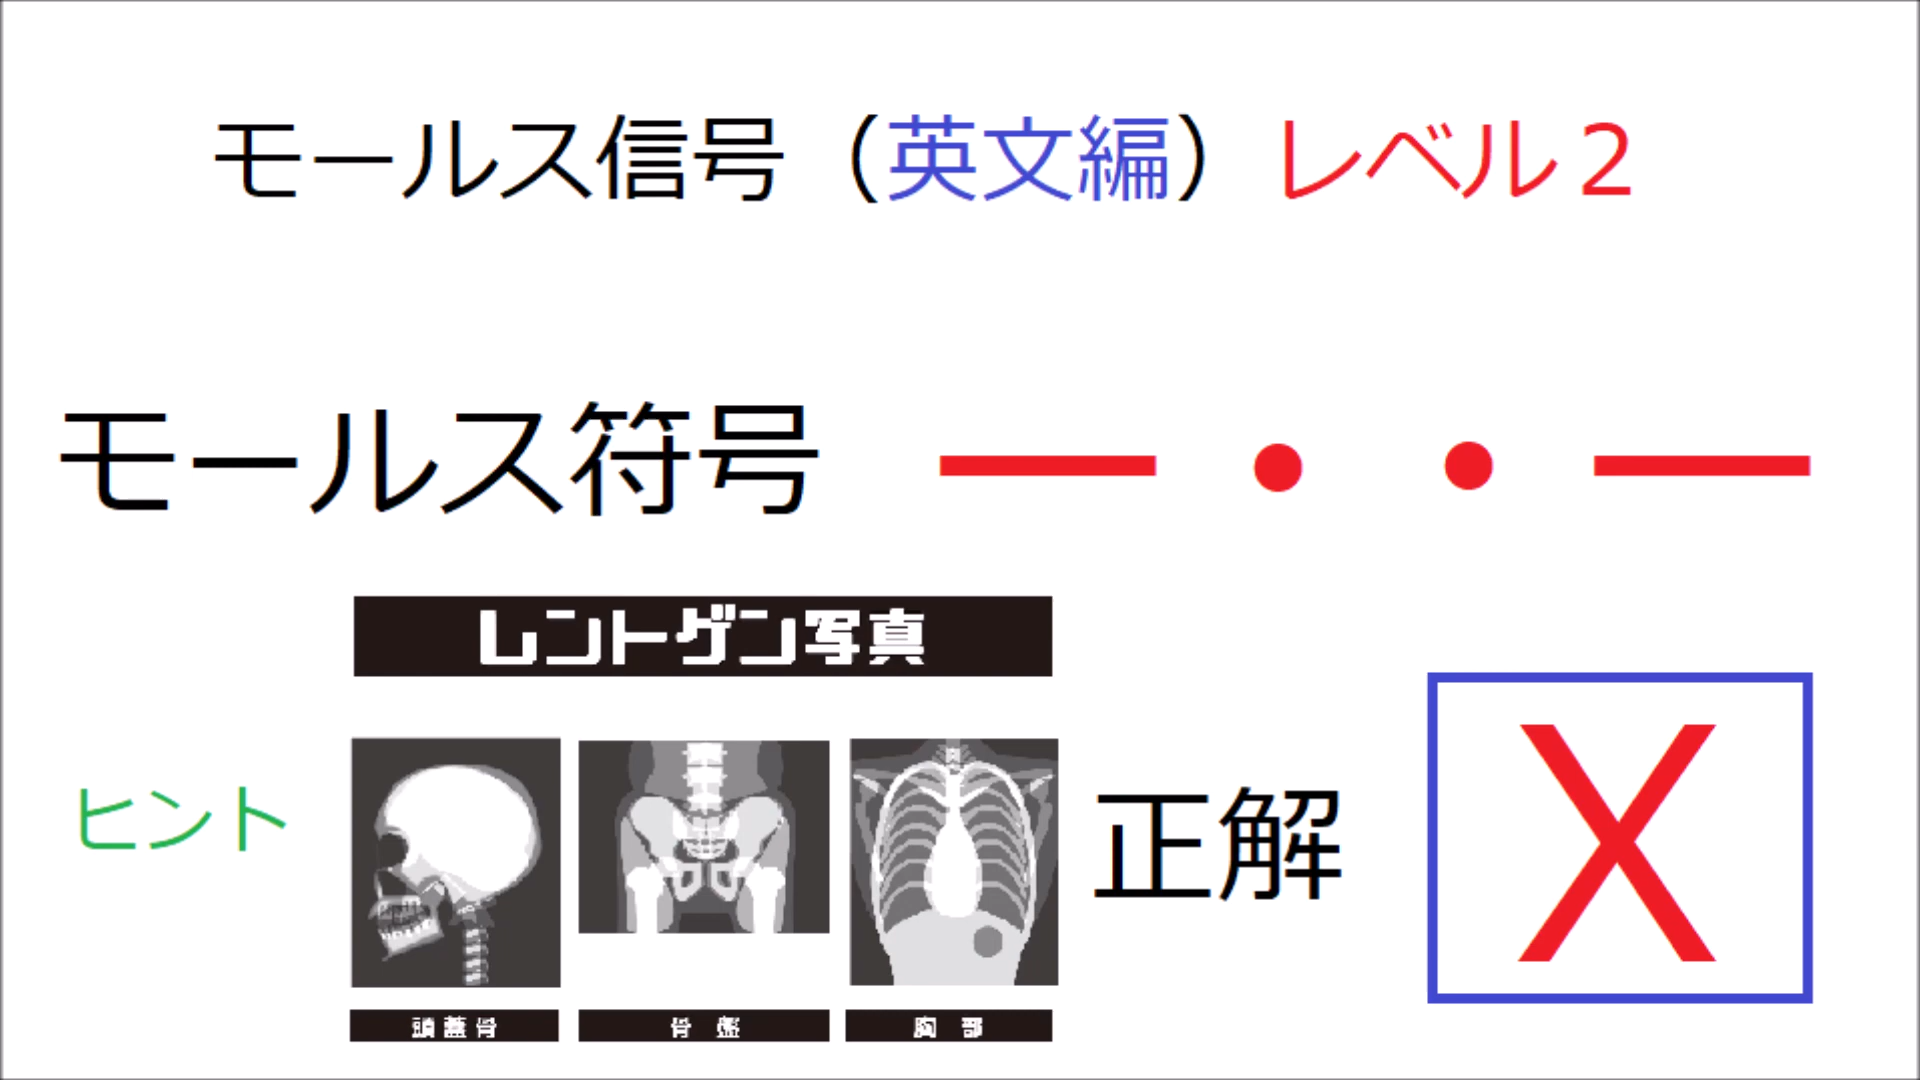 モールス信号（英文編）レベル２
モールス符号 ― ・ ・ ―
レントゲン写真
ヒント
頭蓋骨 骨盤 胸部
正解 X